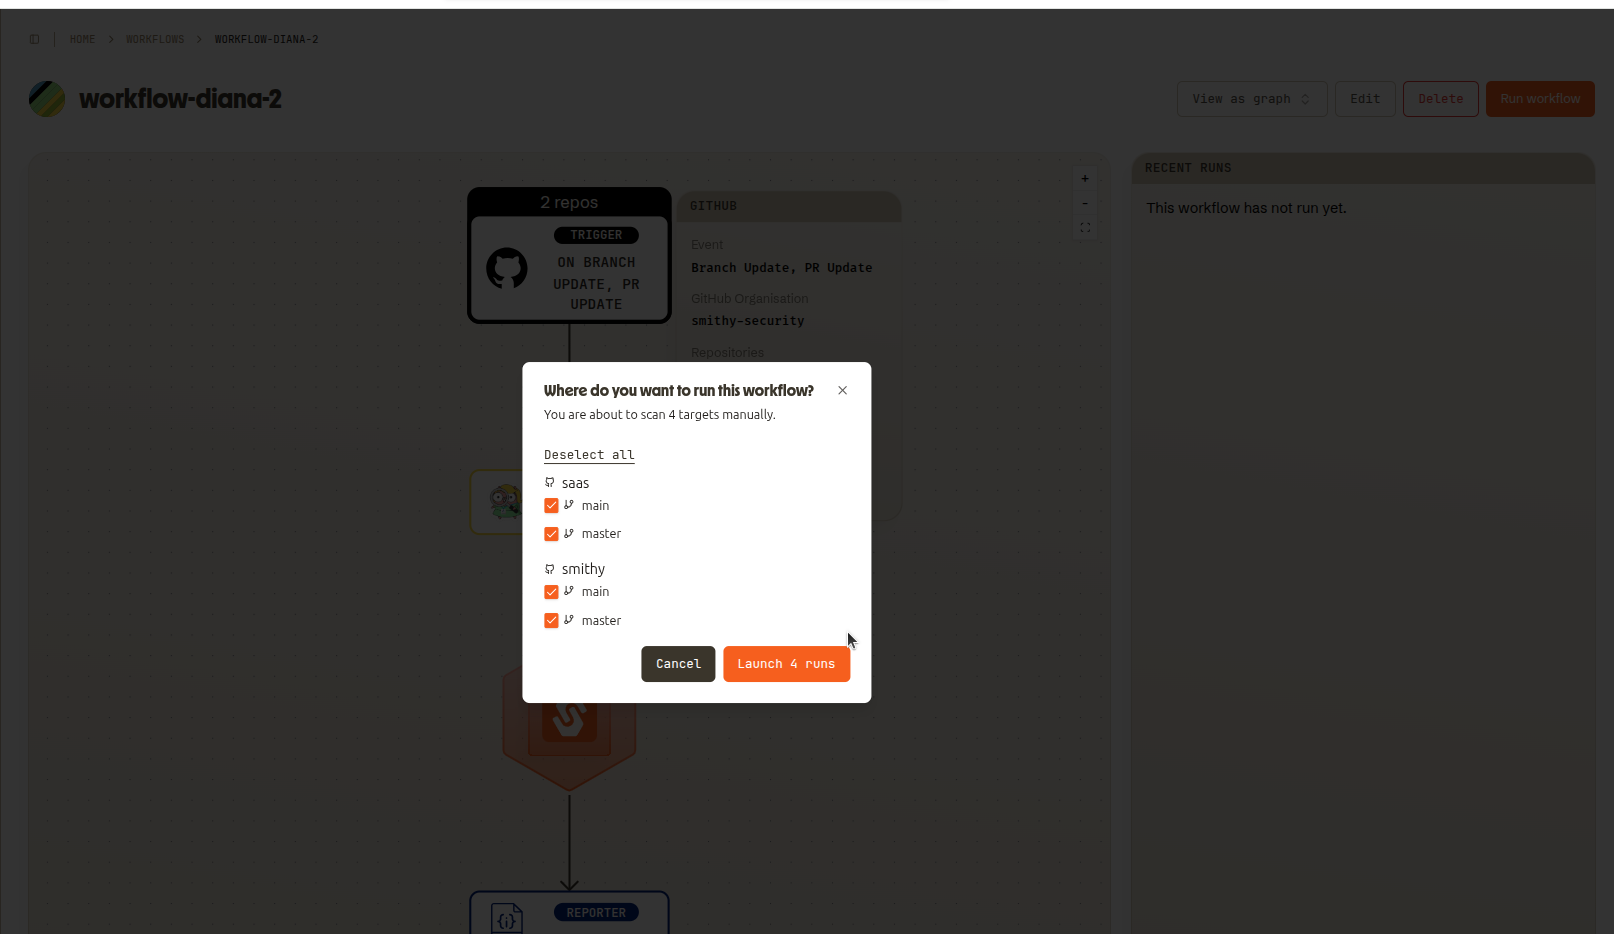 HOME > WORKFLOWS > WORKFLOW-DIANA-2
workflow-diana-2
View as graph
Edit
Delete
Run workflow
2 repos
TRIGGER
ON BRANCH
UPDATE, PR
UPDATE
GITHUB
Event
Branch Update, PR Update
GitHub Organisation
smithy-security
Repositories
+
-
RECENT RUNS
This workflow has not run yet.
Where do you want to run this workflow?
You are about to scan 4 targets manually.
Deselect all
saas
main
master
smithy
main
master
Cancel
Launch 4 runs
REPORTER
{i}